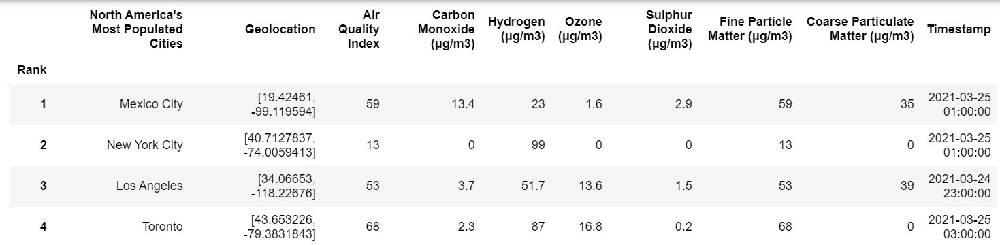 North America's Most Populated Cities Geolocation Air Quality Index Carbon Monoxide (µg/m3) Hydrogen (µg/m3) Ozone (µg/m3) Sulphur Dioxide (µg/m3) Fine Particle Matter (µg/m3) Coarse Particulate Matter (µg/m3) Timestamp
Rank
1 Mexico City [19.42461, -99.119594] 59 13.4 23 1.6 2.9 59 35 2021-03-25 01:00:00
2 New York City [40.7127837, -74.0059413] 13 0 99 0 0 13 0 2021-03-25 01:00:00
3 Los Angeles [34.06653, -118.22676] 53 3.7 51.7 13.6 1.5 53 39 2021-03-24 23:00:00
4 Toronto [43.653226, -79.3831843] 68 2.3 87 16.8 0.2 68 0 2021-03-25 03:00:00